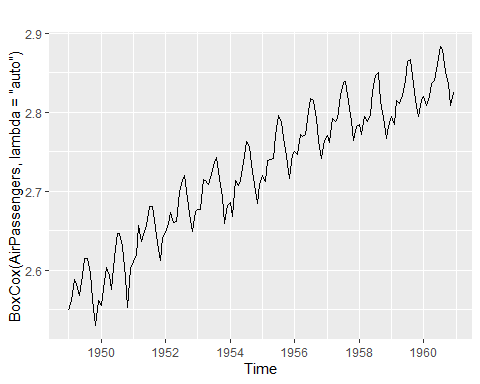 2.9
2.8
2.7
2.6
BoxCox(AirPassengers, lambda = "auto")
1950 1952 1954 1956 1958 1960
Time